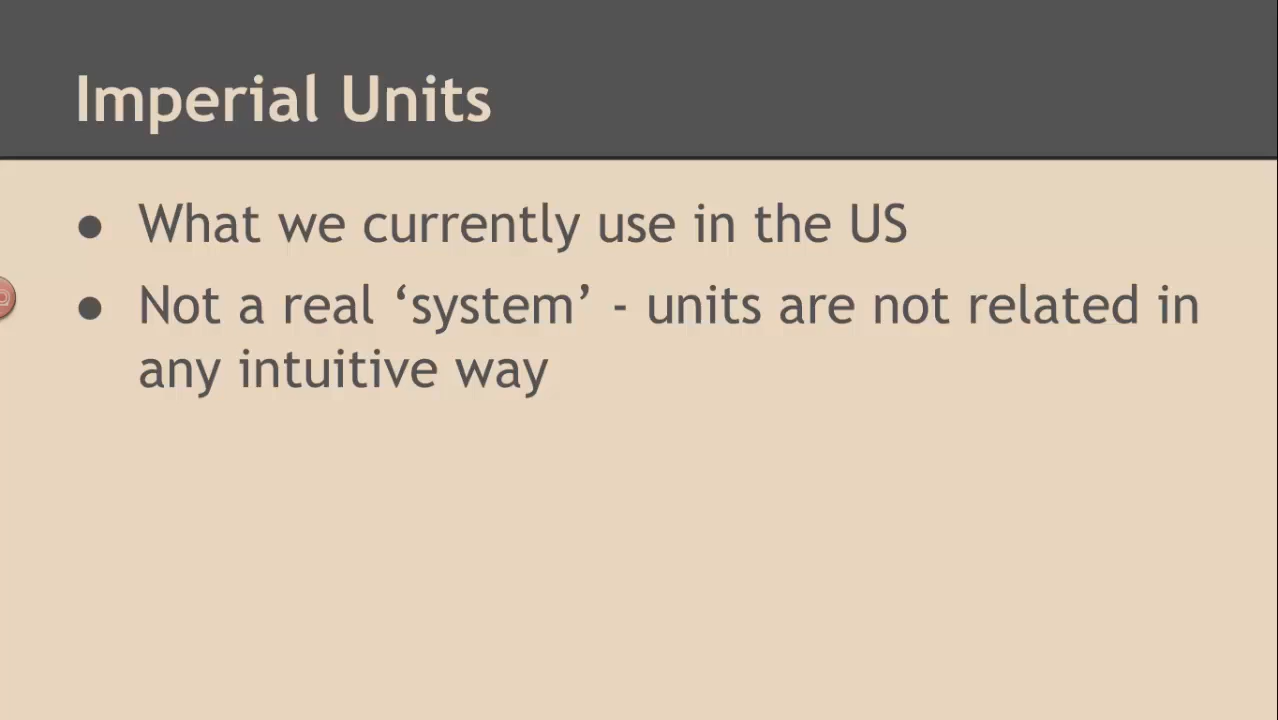 Imperial Units
● What we currently use in the US
● Not a real ‘system’ - units are not related in
any intuitive way